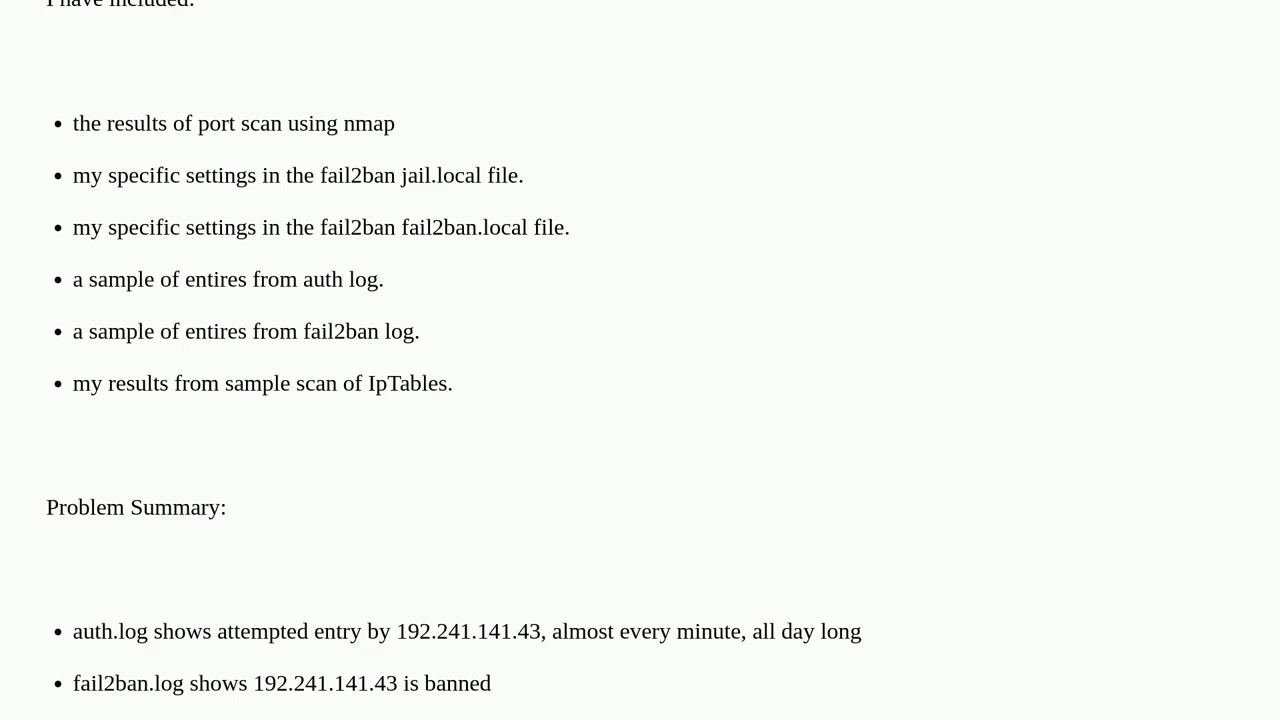 I have included:
• the results of port scan using nmap
• my specific settings in the fail2ban jail.local file.
• my specific settings in the fail2ban fail2ban.local file.
• a sample of entires from auth log.
• a sample of entires from fail2ban log.
• my results from sample scan of IpTables.
Problem Summary:
• auth.log shows attempted entry by 192.241.141.43, almost every minute, all day long
• fail2ban.log shows 192.241.141.43 is banned